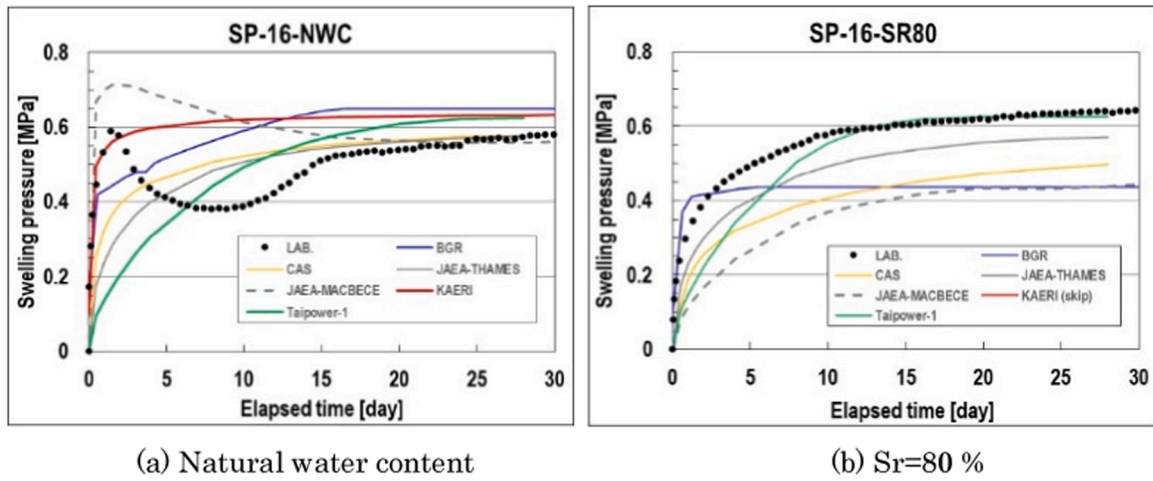 SP-16-NWC
Swelling pressure [MPa]
0.8
0.6
0.4
0.2
0
0 5 10 15 20 25 30
Elapsed time [day]
LAB. BGR
CAS JAEA-THAMES
JAEA-MACBECE KAERI
Taipower-1
(a) Natural water content
SP-16-SR80
Swelling pressure [MPa]
0.8
0.6
0.4
0.2
0
0 5 10 15 20 25 30
Elapsed time [day]
LAB. BGR
CAS JAEA-THAMES
JAEA-MACBECE KAERI (skip)
Taipower-1
(b) Sr=80 %